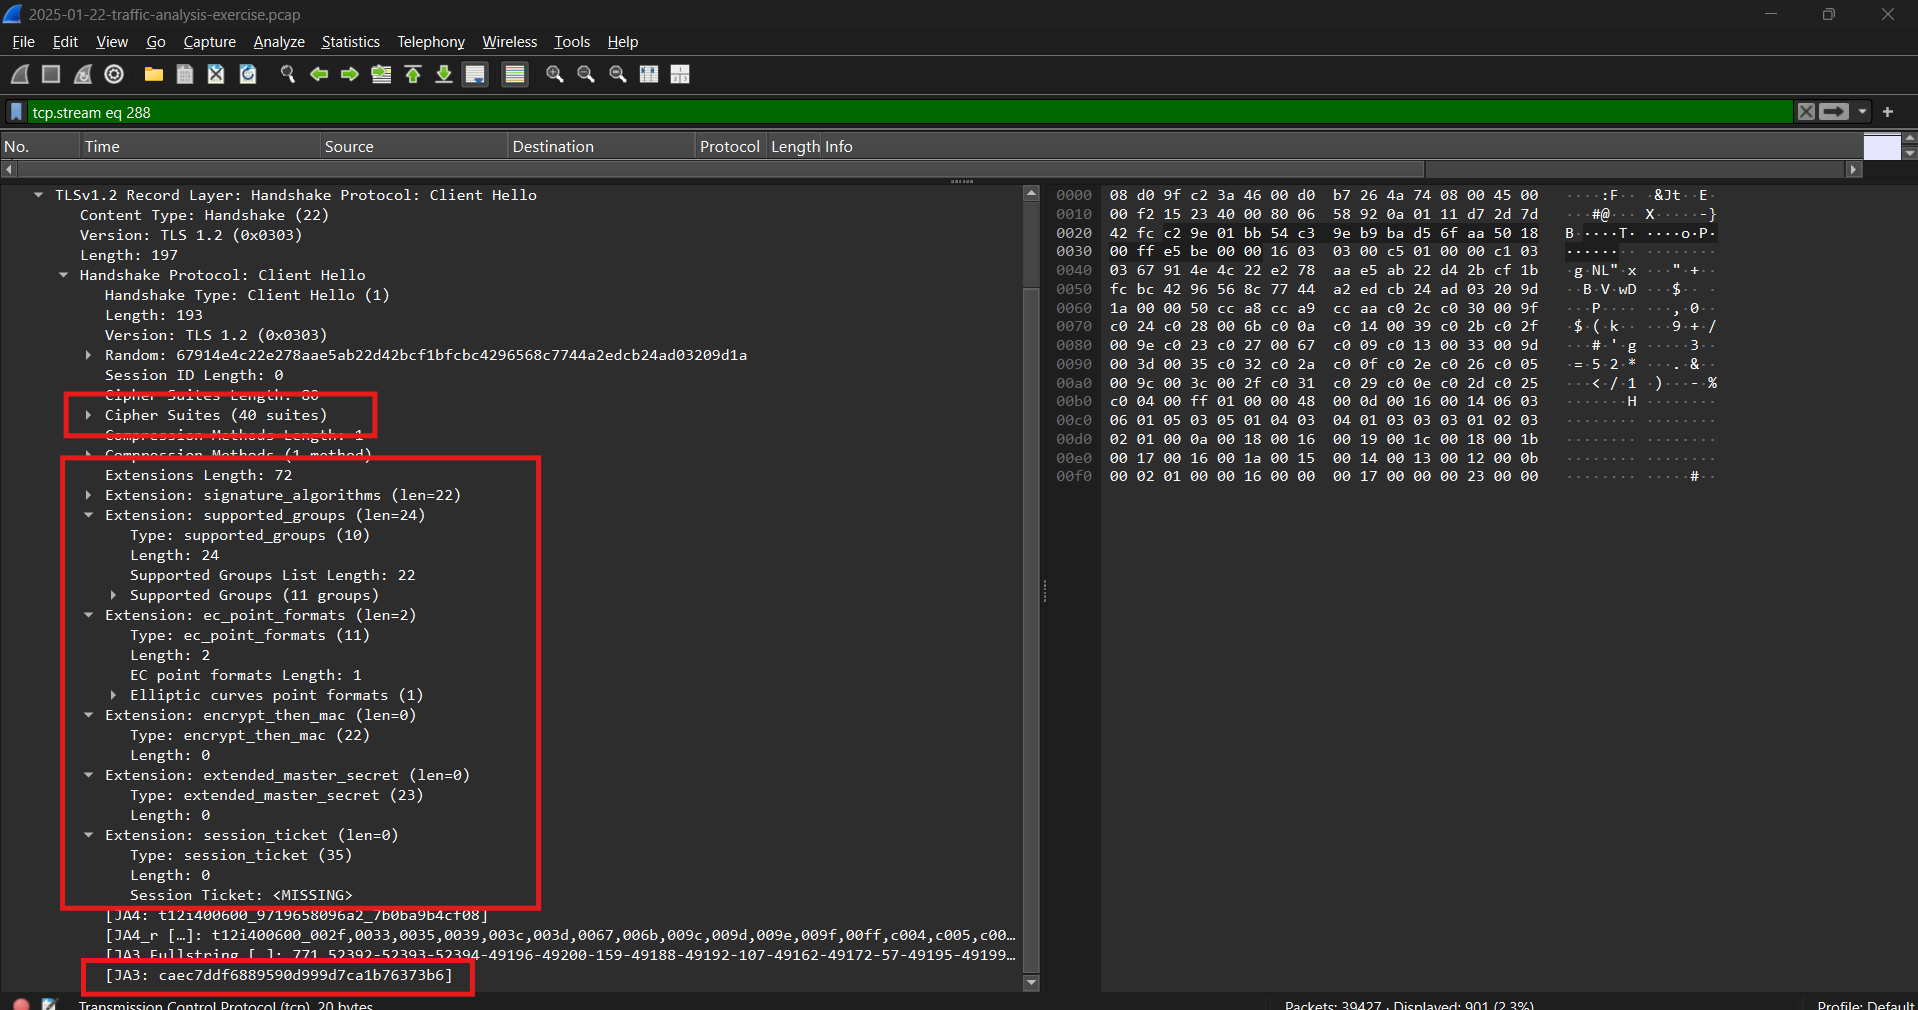 2025-01-22-traffic-analysis-exercise.pcap
File Edit View Go Capture Analyze Statistics Telephony Wireless Tools Help
tcp.stream eq 288
No. Time Source Destination Protocol Length Info
TLSv1.2 Record Layer: Handshake Protocol: Client Hello
Content Type: Handshake (22)
Version: TLS 1.2 (0x0303)
Length: 197
Handshake Protocol: Client Hello
Handshake Type: Client Hello (1)
Length: 193
Version: TLS 1.2 (0x0303)
Random: 67914e4c22e278aae5ab22d42bcf1bfcbc4296568c7744a2edcb24ad03209d1a
Session ID Length: 0
Cipher Suites Length: 80
Cipher Suites (40 suites)
Compression Methods Length: 1
Compression Methods (1 method)
Extensions Length: 72
Extension: signature_algorithms (len=22)
Extension: supported_groups (len=24)
Type: supported_groups (10)
Length: 24
Supported Groups List Length: 22
Supported Groups (11 groups)
Extension: ec_point_formats (len=2)
Type: ec_point_formats (11)
Length: 2
EC point formats Length: 1
Elliptic curves point formats (1)
Extension: encrypt_then_mac (len=0)
Type: encrypt_then_mac (22)
Length: 0
Extension: extended_master_secret (len=0)
Type: extended_master_secret (23)
Length: 0
Extension: session_ticket (len=0)
Type: session_ticket (35)
Length: 0
Session Ticket: <MISSING>
[JA4: t12i400600_9719658096a2_7b0ba9b4cf08]
[JA4_r […]: t12i400600_002f,0033,0035,0039,003c,003d,0067,006b,009c,009d,009e,009f,00ff,c004,c005,c00…
[JA3 Fullstring […]: 771,52392-52393-52394-49196-49200-159-49188-49192-107-49162-49172-57-49195-49199…
[JA3: caec7ddf6889590d999d7ca1b76373b6]
0000 08 d0 9f c2 3a 46 00 d0 b7 26 4a 74 08 00 45 00 ····:F·· ·&Jt··E·
0010 00 f2 15 23 40 00 80 06 58 92 0a 01 11 d7 2d 7d ···#@··· X·····-}
0020 42 fc c2 9e 01 bb 54 c3 9e b9 ba d5 6f aa 50 18 B·····T· ····o·P·
0030 00 ff e5 be 00 00 16 03 03 00 c5 01 00 00 c1 03 ········ ········
0040 03 67 91 4e 4c 22 e2 78 aa e5 ab 22 d4 2b cf 1b ·g·NL"·x ···"·+··
0050 fc bc 42 96 56 8c 77 44 a2 ed cb 24 ad 03 20 9d ··B·V·wD ···$·· ·
0060 1a 00 00 50 cc a8 cc a9 cc aa c0 2c c0 30 00 9f ···P···· ···,·0··
0070 c0 24 c0 28 00 6b c0 0a c0 14 00 39 c0 2b c0 2f ·$·(·k·· ···9·+·/
0080 00 9e c0 23 c0 27 00 67 c0 09 c0 13 00 33 00 9d ···#·'·g ·····3··
0090 00 3d 00 35 c0 32 c0 2a c0 0f c0 2e c0 26 c0 05 ·=·5·2·* ···.·&··
00a0 00 9c 00 3c 00 2f c0 31 c0 29 c0 0e c0 2d c0 25 ···<·/·1 ·)···-·%
00b0 c0 04 00 ff 01 00 00 48 00 0d 00 16 00 14 06 03 ·······H ········
00c0 06 01 05 03 05 01 04 03 04 01 03 03 03 01 02 03 ········ ········
00d0 02 01 00 0a 00 18 00 16 00 19 00 1c 00 18 00 1b ········ ········
00e0 00 17 00 16 00 1a 00 15 00 14 00 13 00 12 00 0b ········ ········
00f0 00 02 01 00 00 16 00 00 00 17 00 00 00 23 00 00 ········ ·····#··
Transmission Control Protocol (tcp), 20 bytes
Packets: 39427 · Displayed: 901 (2.3%)
Profile: Default